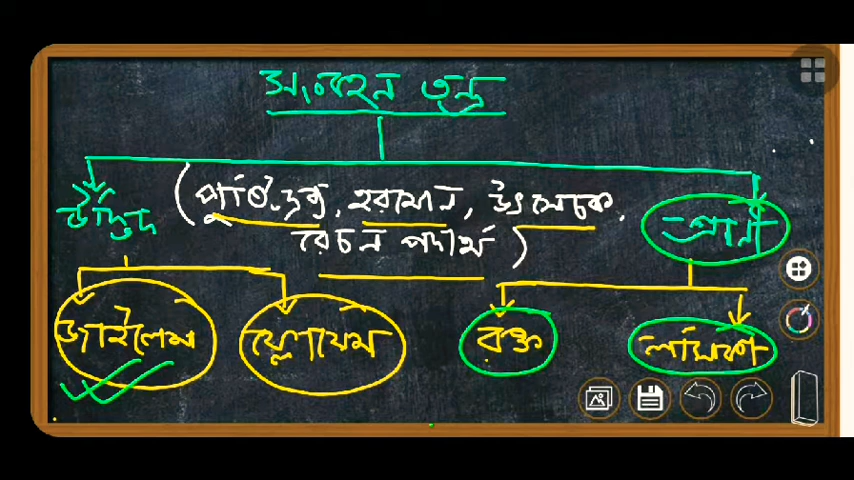 সংবহন তন্ত্র
উদ্ভিদ
(পুষ্টিদ্রব্য, হরমোন, উৎসেচক,
রেচন পদার্থ)
প্রাণী
জাইলেম
ফ্লোয়েম
রক্ত
লসিকা